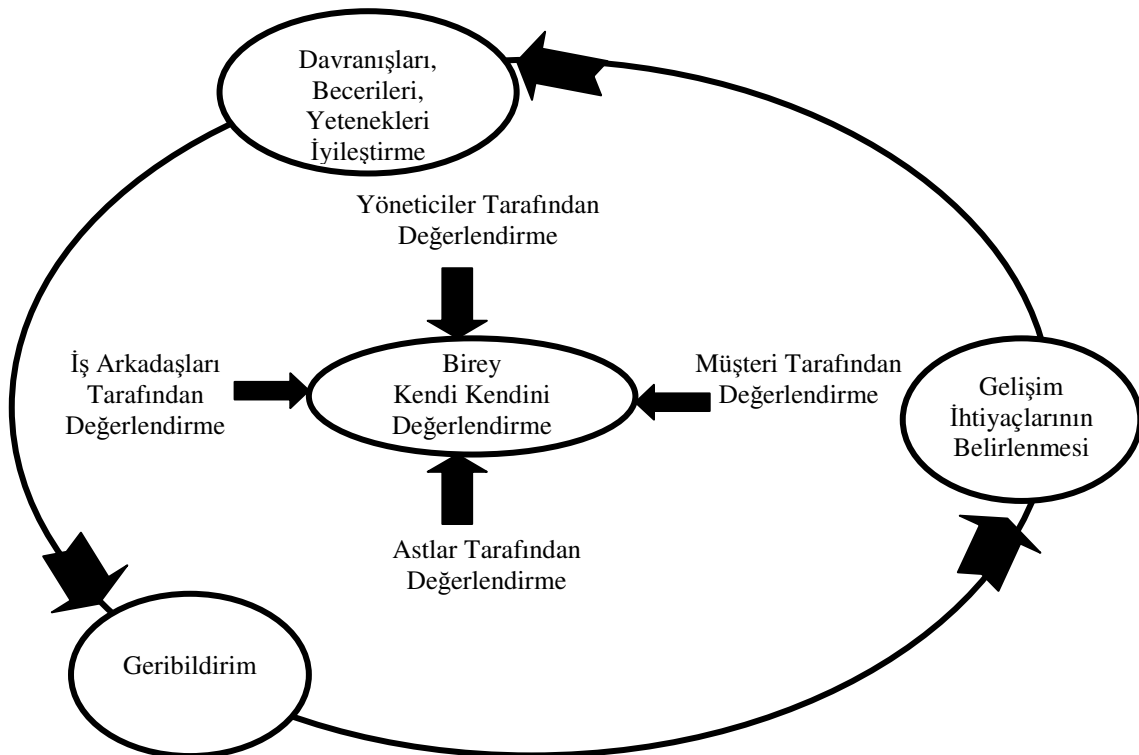 Davranışları,
Becerileri,
Yetenekleri
İyileştirme
Yöneticiler Tarafından
Değerlendirme
İş Arkadaşları
Tarafından
Değerlendirme
Birey
Kendi Kendini
Değerlendirme
Müşteri Tarafından
Değerlendirme
Gelişim
İhtiyaçlarının
Belirlenmesi
Astlar Tarafından
Değerlendirme
Geribildirim